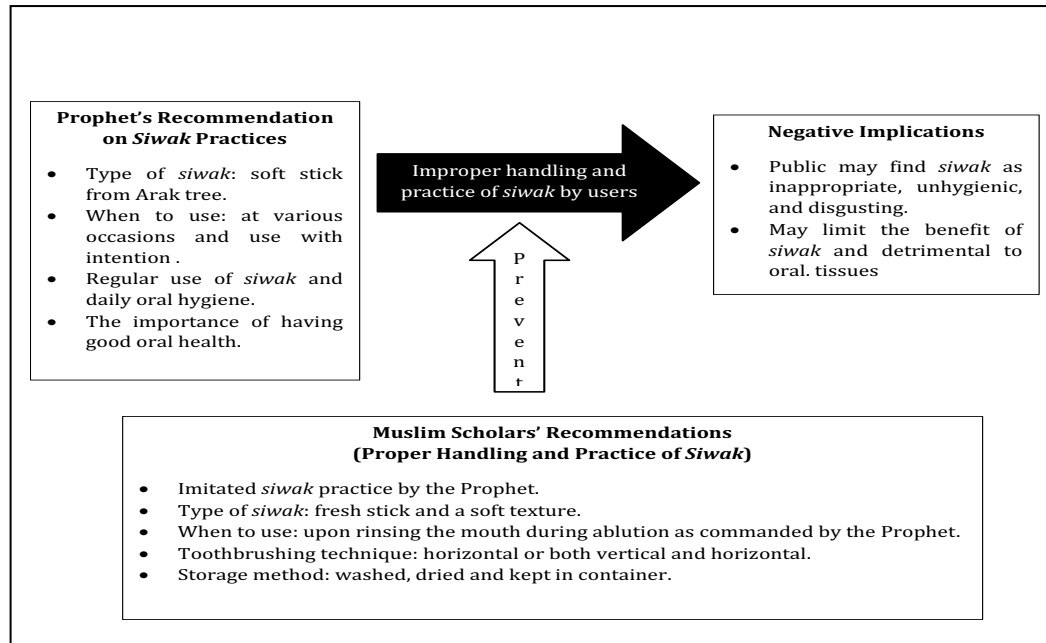 Prophet's Recommendation
on Siwak Practices
• Type of siwak: soft stick
from Arak tree.
• When to use: at various
occasions and use with
intention .
• Regular use of siwak and
daily oral hygiene.
• The importance of having
good oral health.
Improper handling and
practice of siwak by users
Negative Implications
• Public may find siwak as
inappropriate, unhygienic,
and disgusting.
• May limit the benefit of
siwak and detrimental to
oral. tissues
Prevent
Muslim Scholars' Recommendations
(Proper Handling and Practice of Siwak)
• Imitated siwak practice by the Prophet.
• Type of siwak: fresh stick and a soft texture.
• When to use: upon rinsing the mouth during ablution as commanded by the Prophet.
• Toothbrushing technique: horizontal or both vertical and horizontal.
• Storage method: washed, dried and kept in container.